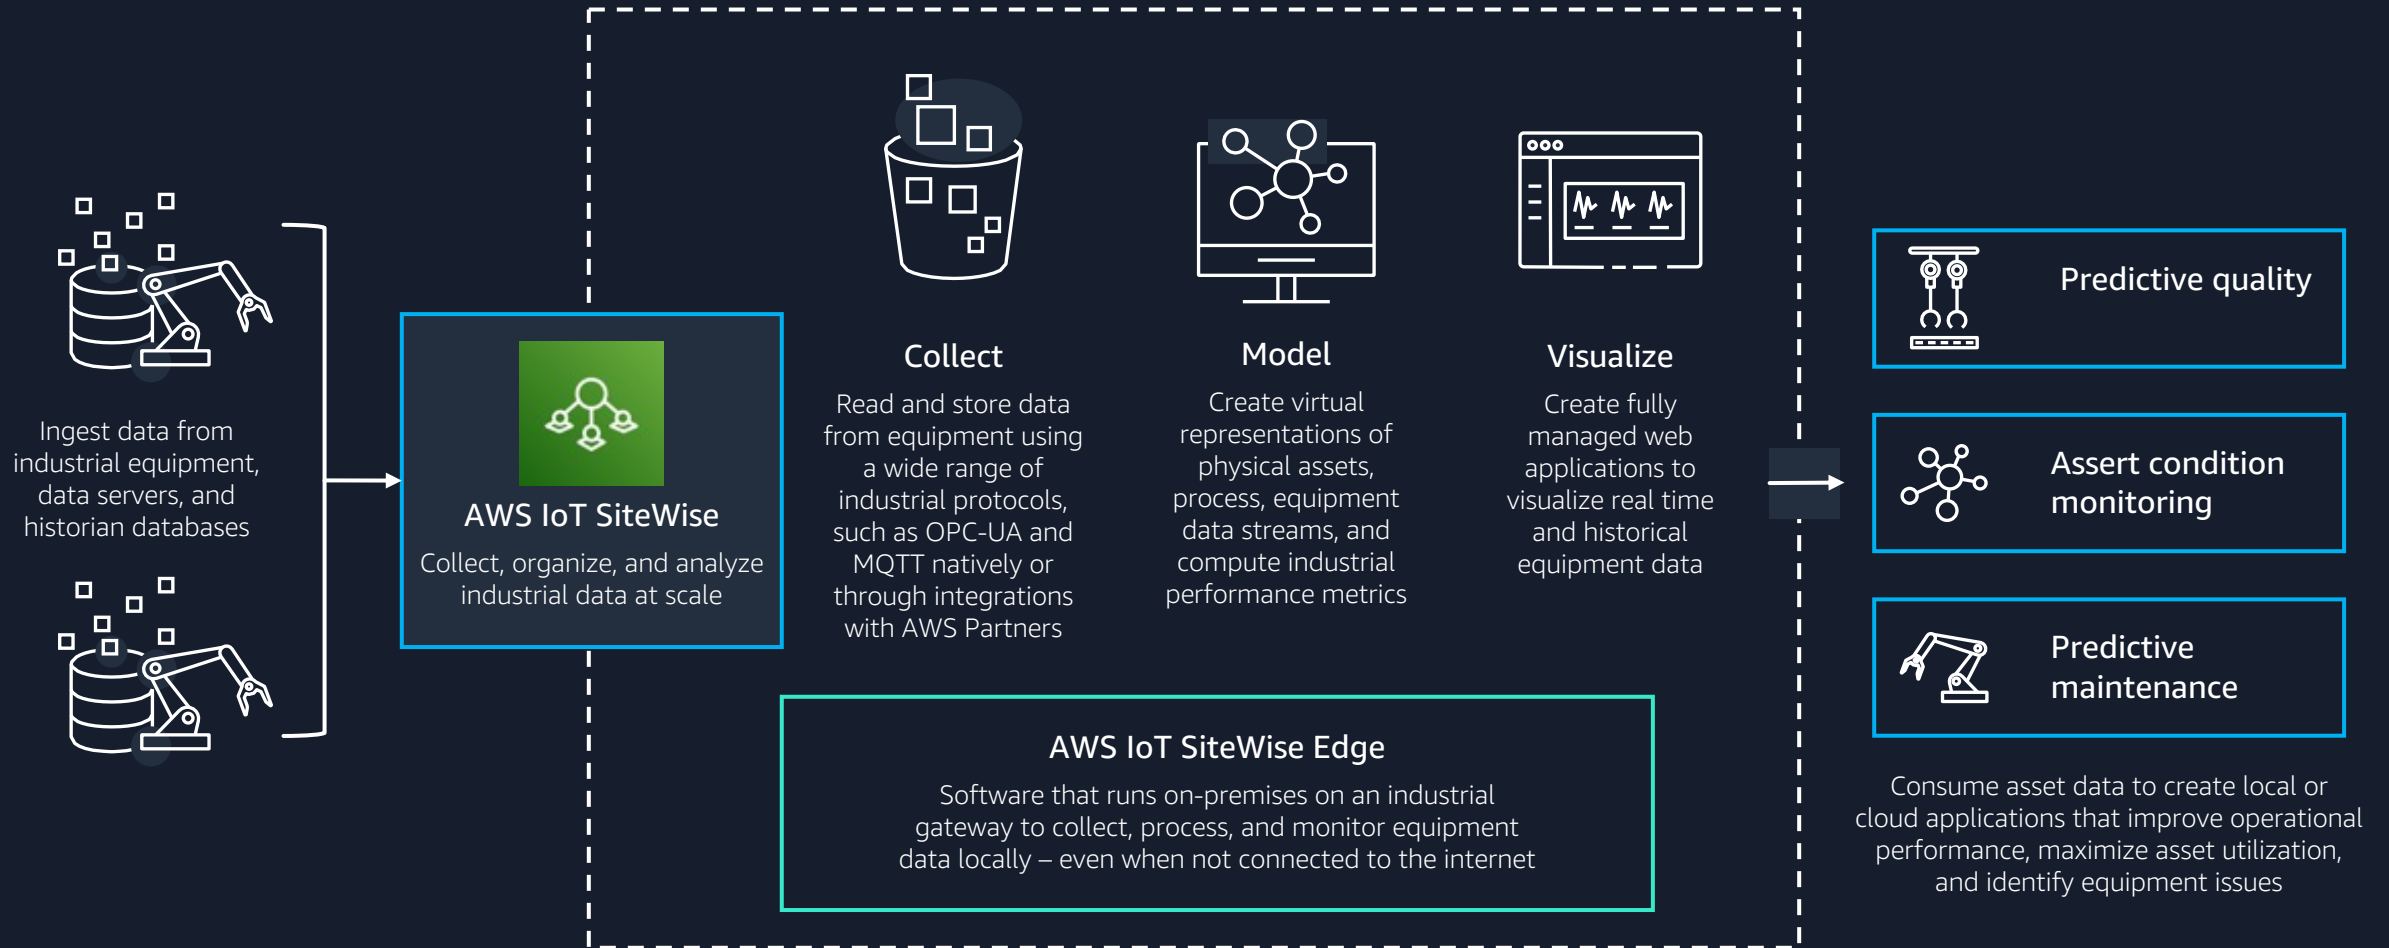 Ingest data from
industrial equipment,
data servers, and
historian databases
AWS IoT SiteWise
Collect, organize, and analyze
industrial data at scale
Collect
Read and store data
from equipment using
a wide range of
industrial protocols,
such as OPC-UA and
MQTT natively or
through integrations
with AWS Partners
Model
Create virtual
representations of
physical assets,
process, equipment
data streams, and
compute industrial
performance metrics
Visualize
Create fully
managed web
applications to
visualize real time
and historical
equipment data
AWS IoT SiteWise Edge
Software that runs on-premises on an industrial
gateway to collect, process, and monitor equipment
data locally – even when not connected to the internet
Predictive quality
Assert condition
monitoring
Predictive
maintenance
Consume asset data to create local or
cloud applications that improve operational
performance, maximize asset utilization,
and identify equipment issues